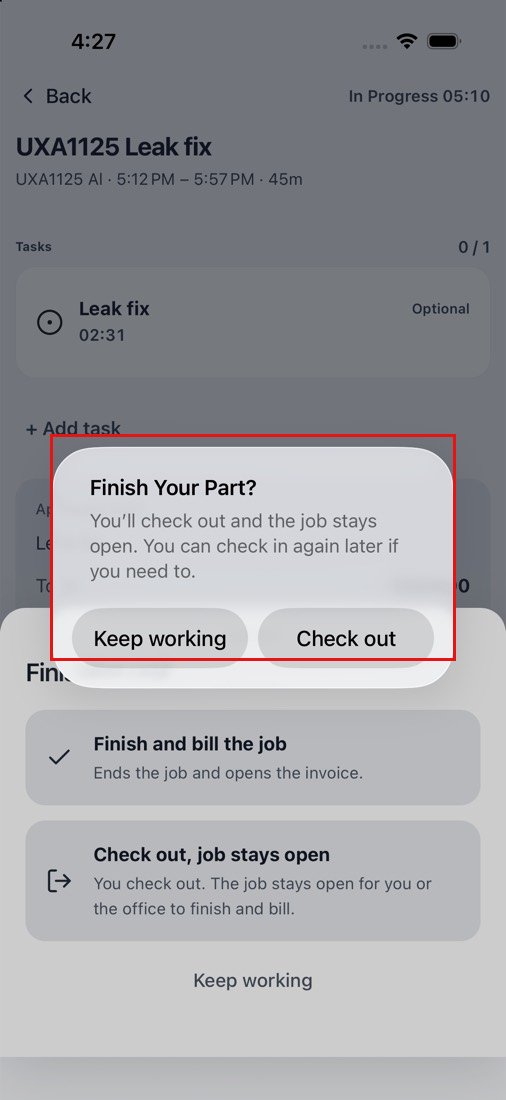 4:27
Back
In Progress 05:10
UXA1125 Leak fix
UXA1125 AI · 5:12 PM – 5:57 PM · 45m
Tasks
0 / 1
Leak fix
Optional
02:31
+ Add task
Finish Your Part?
You'll check out and the job stays
open. You can check in again later if
you need to.
Keep working
Check out
Finish and bill the job
Ends the job and opens the invoice.
Check out, job stays open
You check out. The job stays open for you or
the office to finish and bill.
Keep working